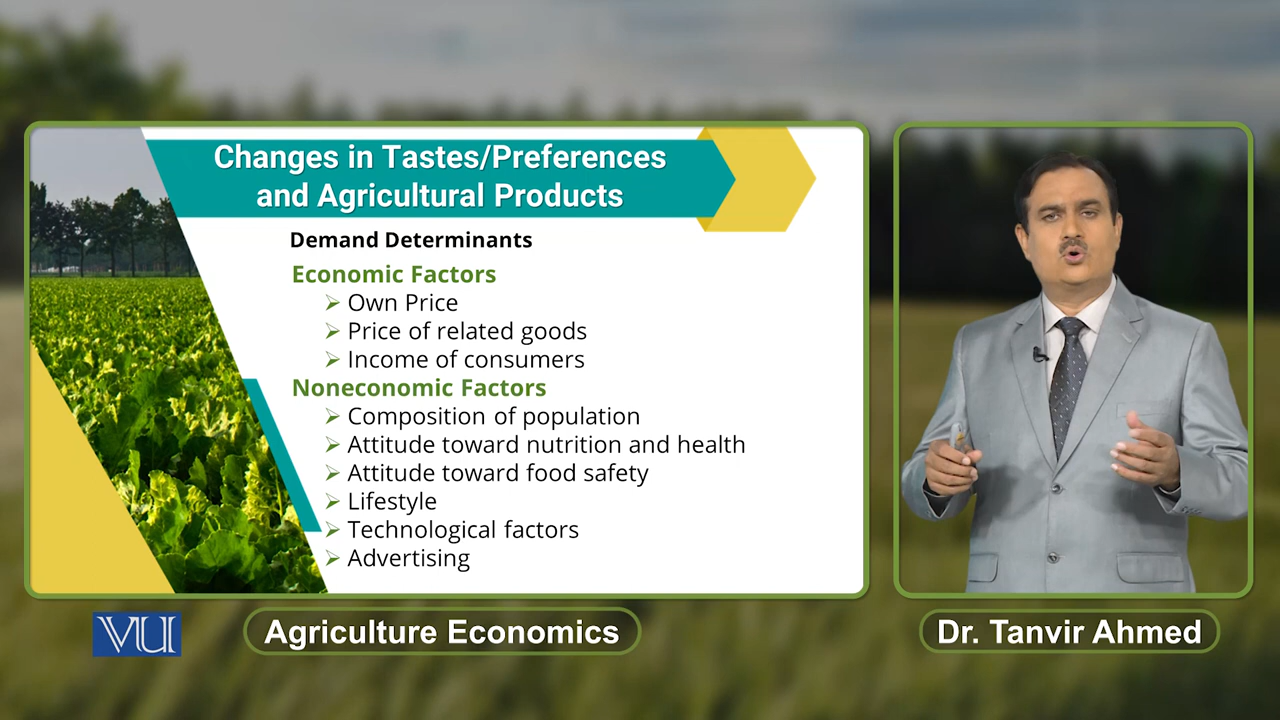 Changes in Tastes/Preferences
and Agricultural Products
Demand Determinants
Economic Factors
Own Price
Price of related goods
Income of consumers
Noneconomic Factors
Composition of population
Attitude toward nutrition and health
Attitude toward food safety
Lifestyle
Technological factors
Advertising
VU
Agriculture Economics
Dr. Tanvir Ahmed